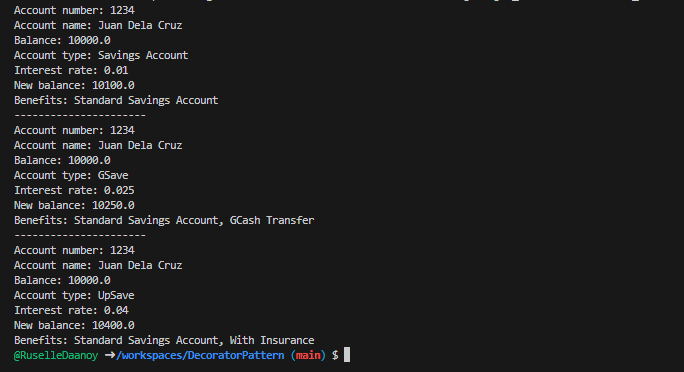 Account number: 1234
Account name: Juan Dela Cruz
Balance: 10000.0
Account type: Savings Account
Interest rate: 0.01
New balance: 10100.0
Benefits: Standard Savings Account
----------------------
Account number: 1234
Account name: Juan Dela Cruz
Balance: 10000.0
Account type: GSave
Interest rate: 0.025
New balance: 10250.0
Benefits: Standard Savings Account, GCash Transfer
----------------------
Account number: 1234
Account name: Juan Dela Cruz
Balance: 10000.0
Account type: UpSave
Interest rate: 0.04
New balance: 10400.0
Benefits: Standard Savings Account, With Insurance
@RuselleDaanoy ➜/workspaces/DecoratorPattern (main) $